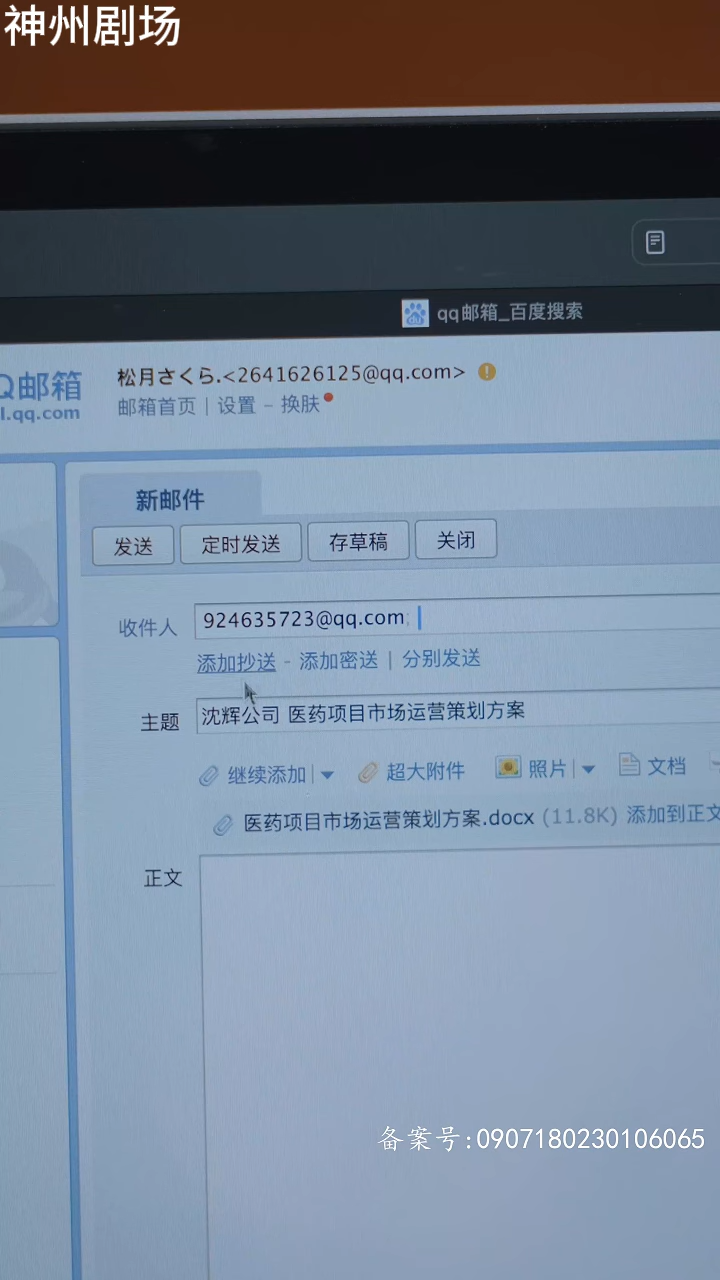 神州剧场
qq邮箱_百度搜索
Q邮箱
l.qq.com
松月さくら.<2641626125@qq.com>
邮箱首页 | 设置 - 换肤
新邮件
发送 定时发送 存草稿 关闭
收件人 924635723@qq.com;
添加抄送 - 添加密送 | 分别发送
主题 沈辉公司 医药项目市场运营策划方案
继续添加 | 超大附件 照片 | 文档
医药项目市场运营策划方案.docx (11.8K) 添加到正文
正文
备案号:0907180230106065